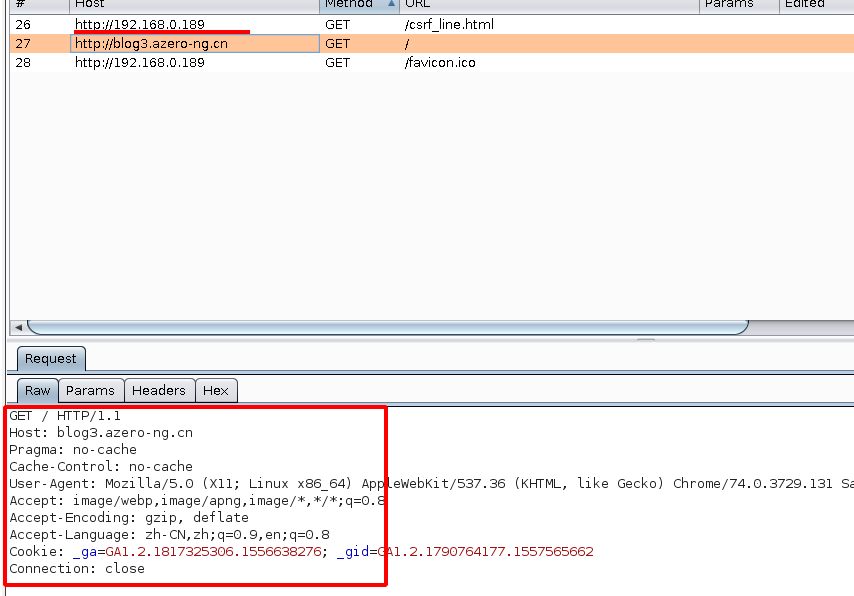 # Host Method URL Params Edited
26 http://192.168.0.189 GET /csrf_line.html
27 http://blog3.azero-ng.cn GET /
28 http://192.168.0.189 GET /favicon.ico
Request
Raw Params Headers Hex
GET / HTTP/1.1
Host: blog3.azero-ng.cn
Pragma: no-cache
Cache-Control: no-cache
User-Agent: Mozilla/5.0 (X11; Linux x86_64) AppleWebKit/537.36 (KHTML, like Gecko) Chrome/74.0.3729.131 Sa
Accept: image/webp,image/apng,image/*,*/*;q=0.8
Accept-Encoding: gzip, deflate
Accept-Language: zh-CN,zh;q=0.9,en;q=0.8
Cookie: _ga=GA1.2.1817325306.1556638276; _gid=GA1.2.1790764177.1557565662
Connection: close